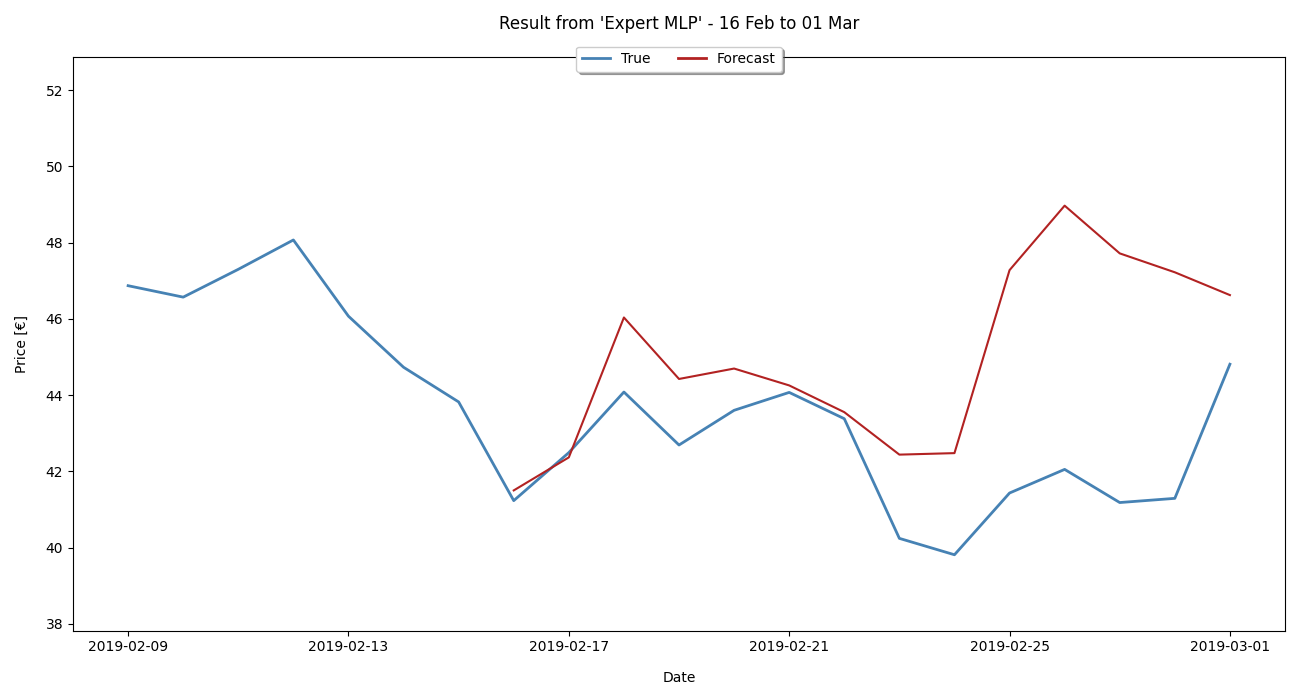 Result from 'Expert MLP' - 16 Feb to 01 Mar
True Forecast
52
50
48
46
44
42
40
38
Price [€]
2019-02-09 2019-02-13 2019-02-17 2019-02-21 2019-02-25 2019-03-01
Date